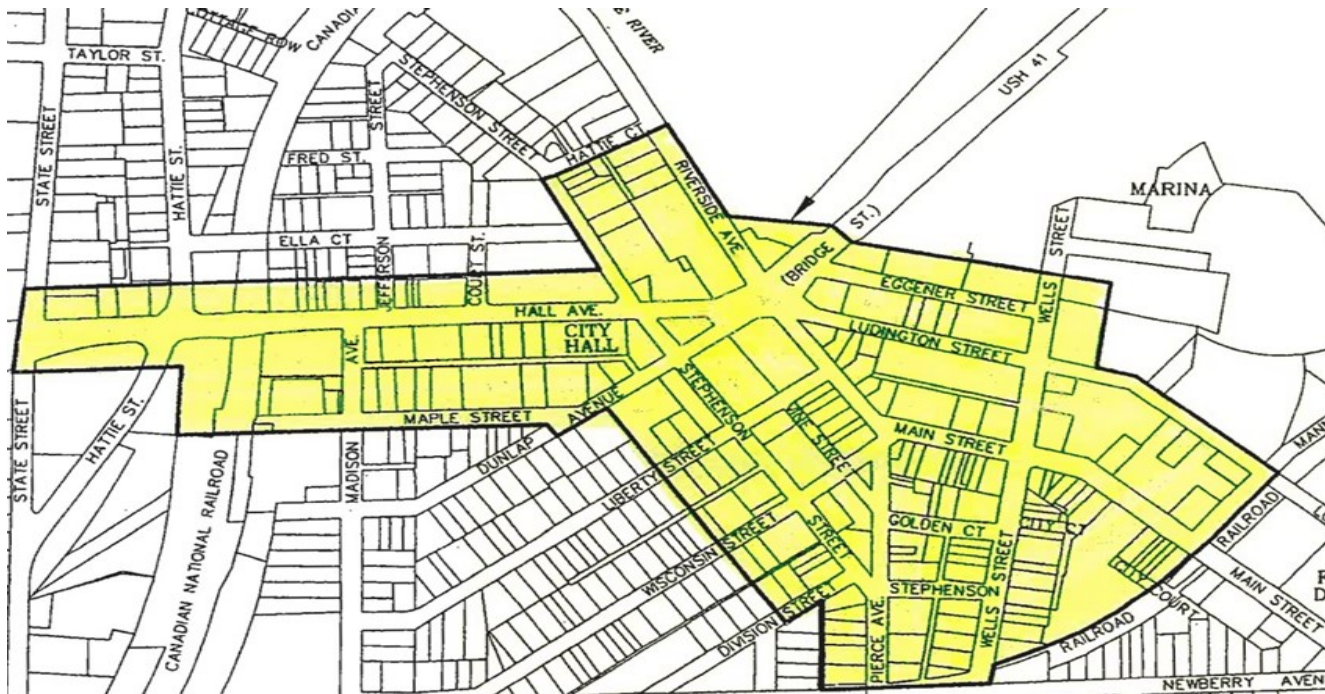 COTTAGE ROW
CANADIAN
RIVER
USH 41
TAYLOR ST.
STEPHENSON STREET
STREET
STATE STREET
HATTIE ST.
FRED ST.
HATTIE CT.
RIVERSIDE AVE.
MARINA
ELLA CT
JEFFERSON
COURT ST.
(BRIDGE ST.)
WELLS STREET
EGGENER STREET
HALL AVE.
LUDINGTON STREET
CITY
HALL
AVE.
STEPHENSON
MAPLE STREET
AVENUE
VINE STREE
MAIN STREET
STATE STREET
HATTIE ST.
CANADIAN NATIONAL RAILROAD
MADISON
DUNLAP
LIBERTY STREET
WISCONSIN STREET
STREET
DIVISION STREET
GOLDEN CT
CITY CT
RAILROAD
STEPHENSON
WELLS STREET
PIERCE AVE.
CITY COURT
MAIN STREET
RAILROAD
NEWBERRY AVEN